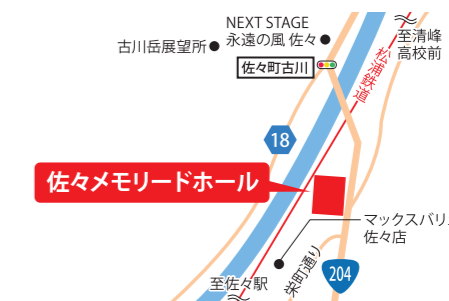 NEXT STAGE
永遠の風 佐々
古川岳展望所
至清峰
高校前
佐々町古川
松浦鉄道
18
佐々メモリードホール
マックスバリ
佐々店
栄町通り
204
至佐々駅